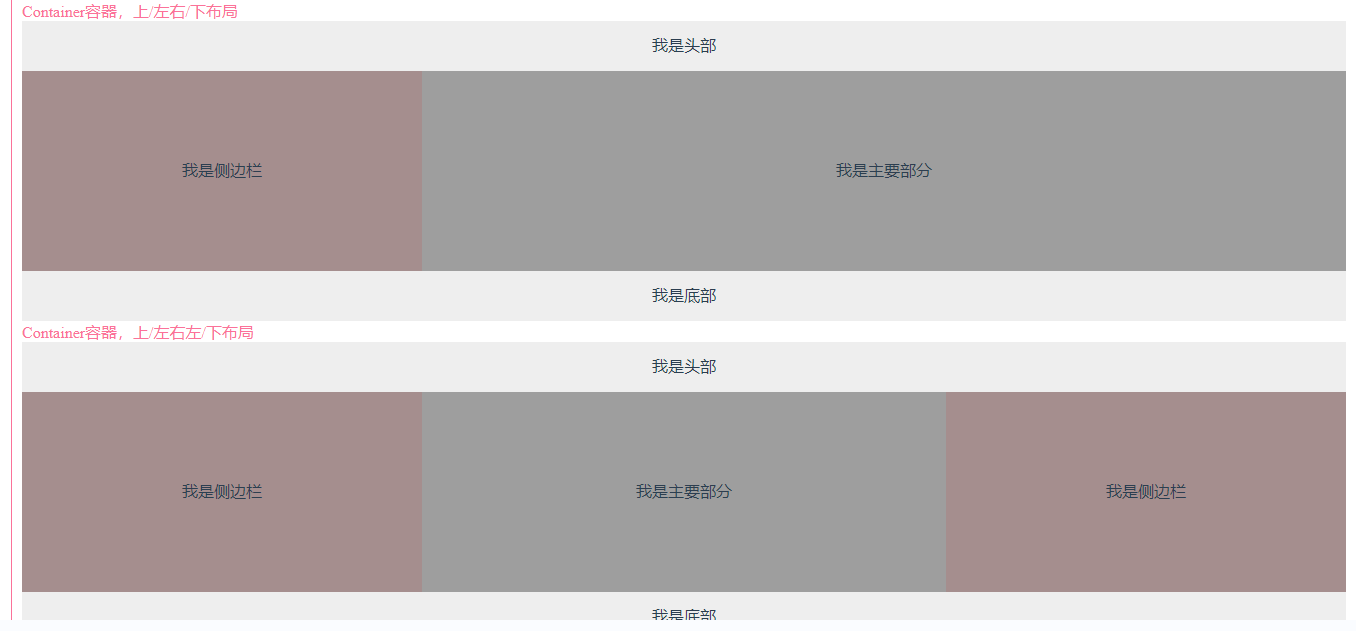 Container容器，上/左右/下布局
我是头部
我是侧边栏 我是主要部分
我是底部
Container容器，上/左右左/下布局
我是头部
我是侧边栏 我是主要部分 我是侧边栏
我是底部